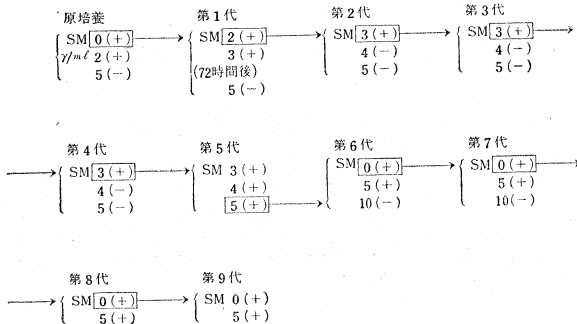 原培養 第1代 第2代 第3代
SM 0(+) SM 2(+) SM 3(+) SM 3(+)
γ/mℓ 2(+) 3(+) 4(−) 4(−)
5(−) (72時間後) 5(−) 5(−)
5(−)
第4代 第5代 第6代 第7代
SM 3(+) SM 3(+) SM 0(+) SM 0(+)
4(−) 4(+) 5(+) 5(+)
5(−) 5(+) 10(−) 10(−)
第8代 第9代
SM 0(+) SM 0(+)
5(+) 5(+)